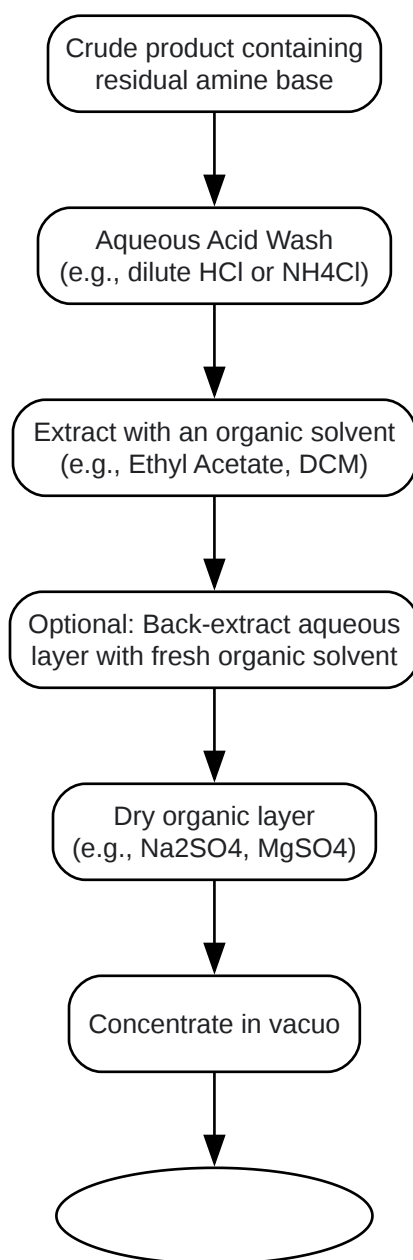 Crude product containing
residual amine base
Aqueous Acid Wash
(e.g., dilute HCl or NH4Cl)
Extract with an organic solvent
(e.g., Ethyl Acetate, DCM)
Optional: Back-extract aqueous
layer with fresh organic solvent
Dry organic layer
(e.g., Na2SO4, MgSO4)
Concentrate in vacuo